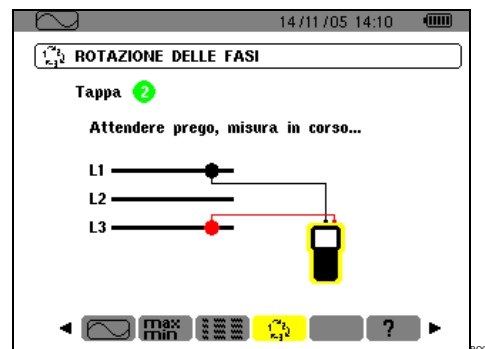 14/11/05 14:10
ROTAZIONE DELLE FASI
Tappa 2
Attendere prego, misura in corso...
L1
L2
L3
max
min
?